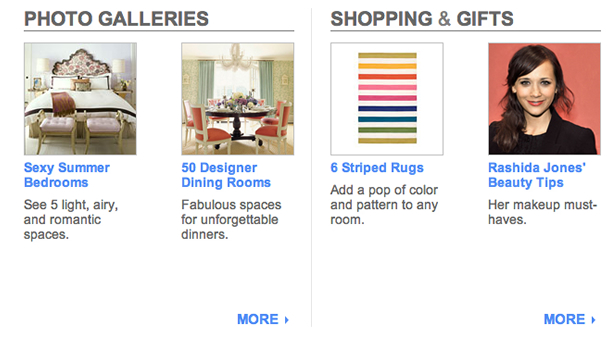 PHOTO GALLERIES
Sexy Summer
Bedrooms
See 5 light, airy,
and romantic
spaces.
50 Designer
Dining Rooms
Fabulous spaces
for unforgettable
dinners.
MORE
SHOPPING & GIFTS
6 Striped Rugs
Add a pop of color
and pattern to any
room.
Rashida Jones'
Beauty Tips
Her makeup must-
haves.
MORE